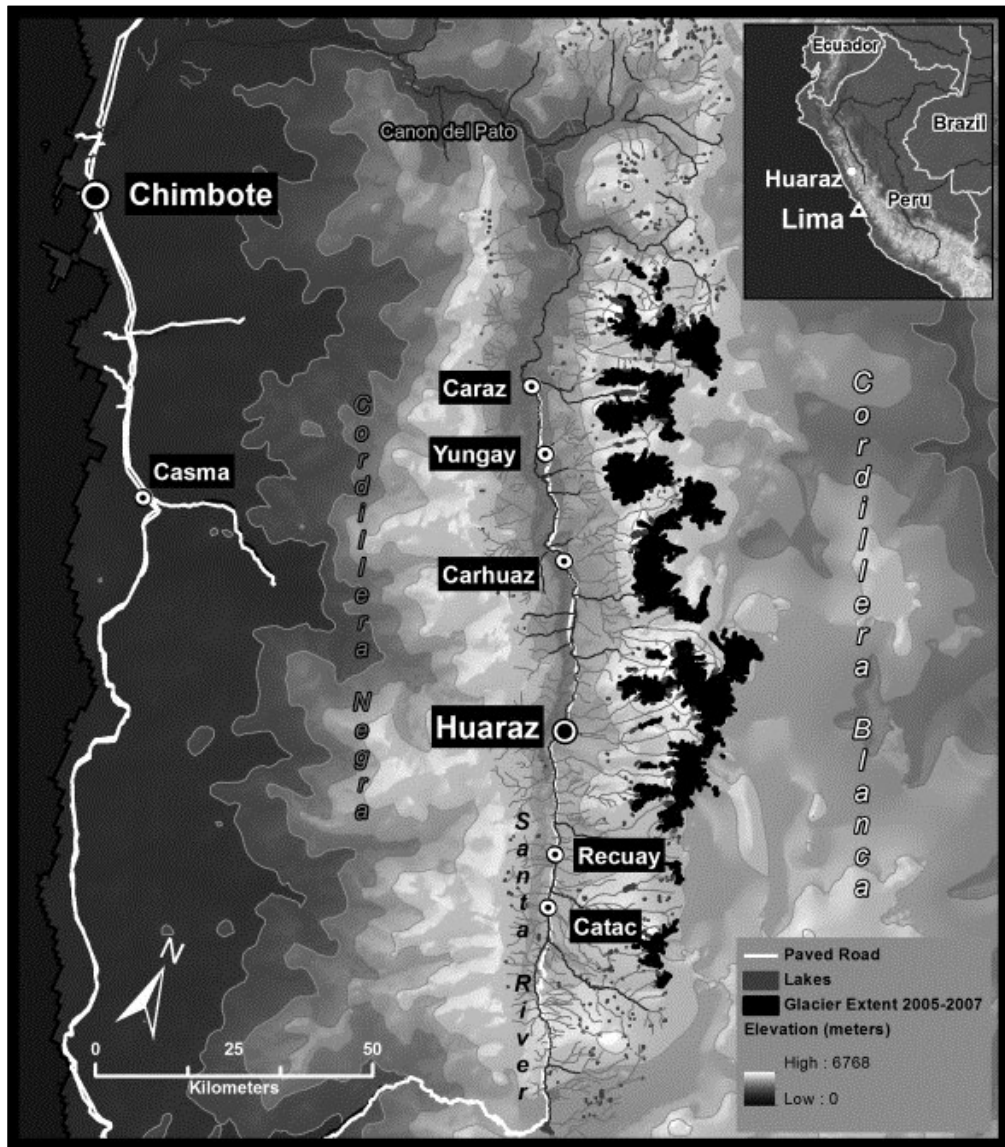 Ecuador
Brazil
Huaraz
Peru
Lima
Canon del Pato
Chimbote
Caraz
Yungay
Casma
Carhuaz
Cordillera Negra
Cordillera Blanca
Huaraz
Santa River
Recuay
Catac
N
0 25 50
Kilometers
Paved Road
Lakes
Glacier Extent 2005-2007
Elevation (meters)
High : 6768
Low : 0